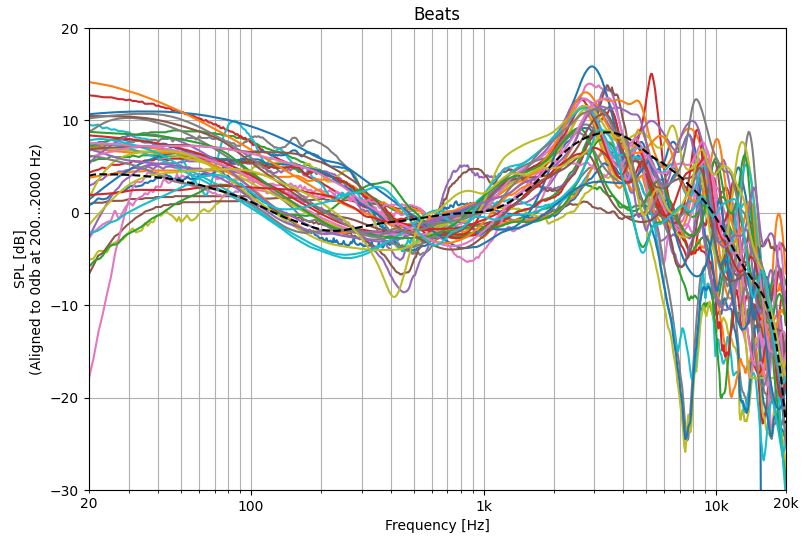 Beats
SPL [dB]
(Aligned to 0db at 200...2000 Hz)
20
10
0
−10
−20
−30
20
100
1k
10k
20k
Frequency [Hz]